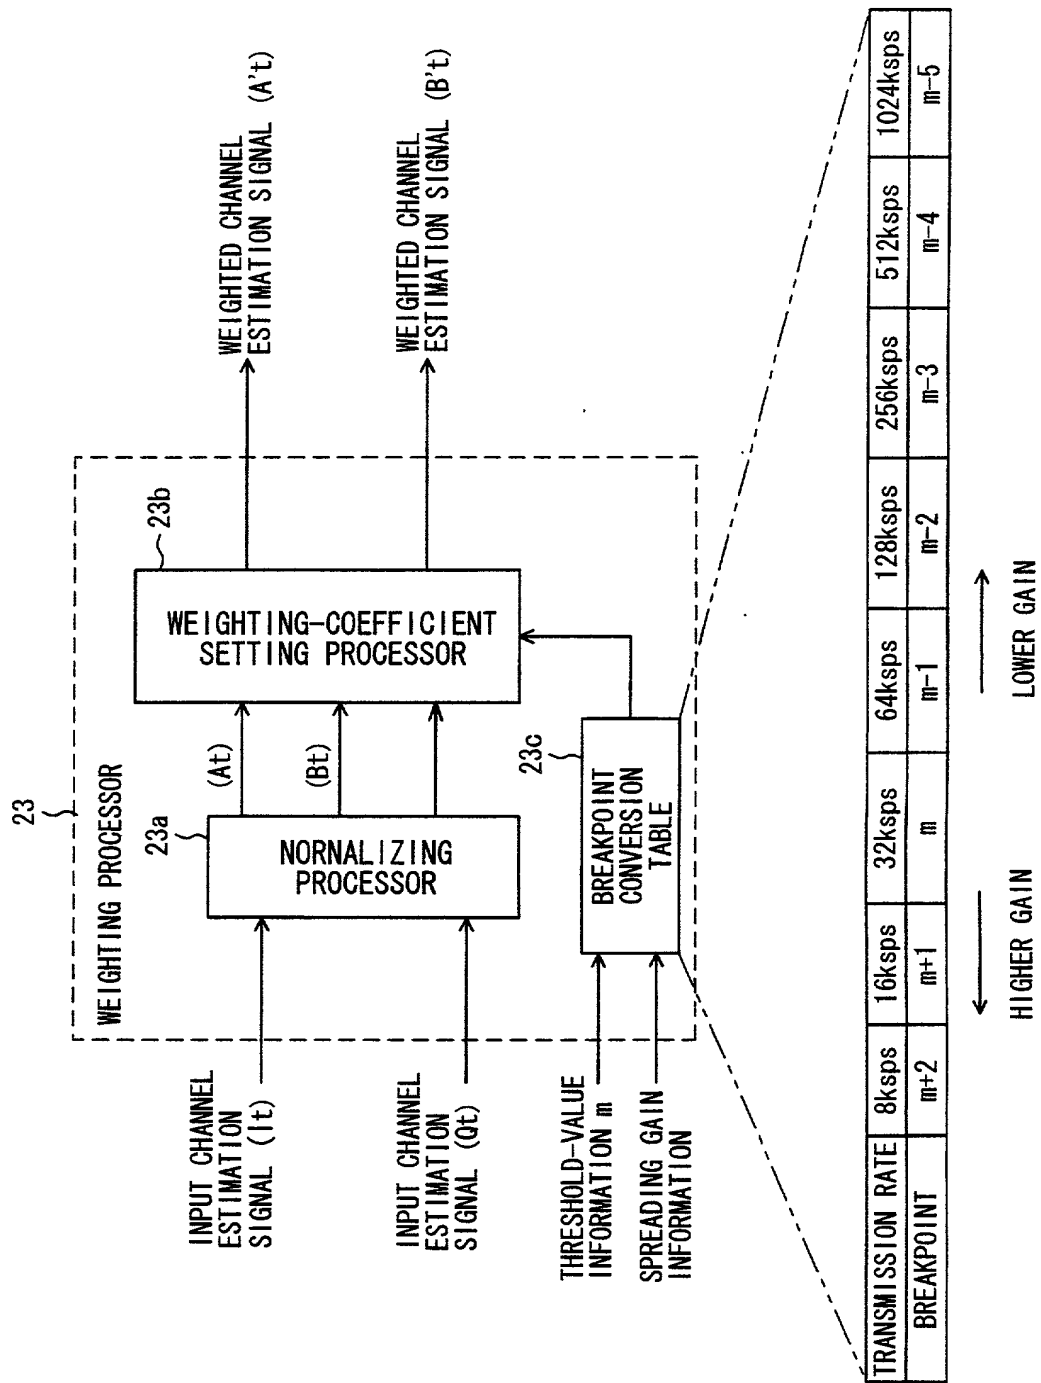 23
WEIGHTING PROCESSOR
INPUT CHANNEL
ESTIMATION
SIGNAL (It)
INPUT CHANNEL
ESTIMATION
SIGNAL (Qt)
23a
NORNALIZING
PROCESSOR
(At)
(Bt)
23b
WEIGHTING-COEFFICIENT
SETTING PROCESSOR
WEIGHTED CHANNEL
ESTIMATION SIGNAL (A't)
WEIGHTED CHANNEL
ESTIMATION SIGNAL (B't)
THRESHOLD-VALUE
INFORMATION m
SPREADING GAIN
INFORMATION
23c
BREAKPOINT
CONVERSION
TABLE
TRANSMISSION RATE 8ksps 16ksps 32ksps 64ksps 128ksps 256ksps 512ksps 1024ksps
BREAKPOINT m+2 m+1 m m-1 m-2 m-3 m-4 m-5
HIGHER GAIN
LOWER GAIN